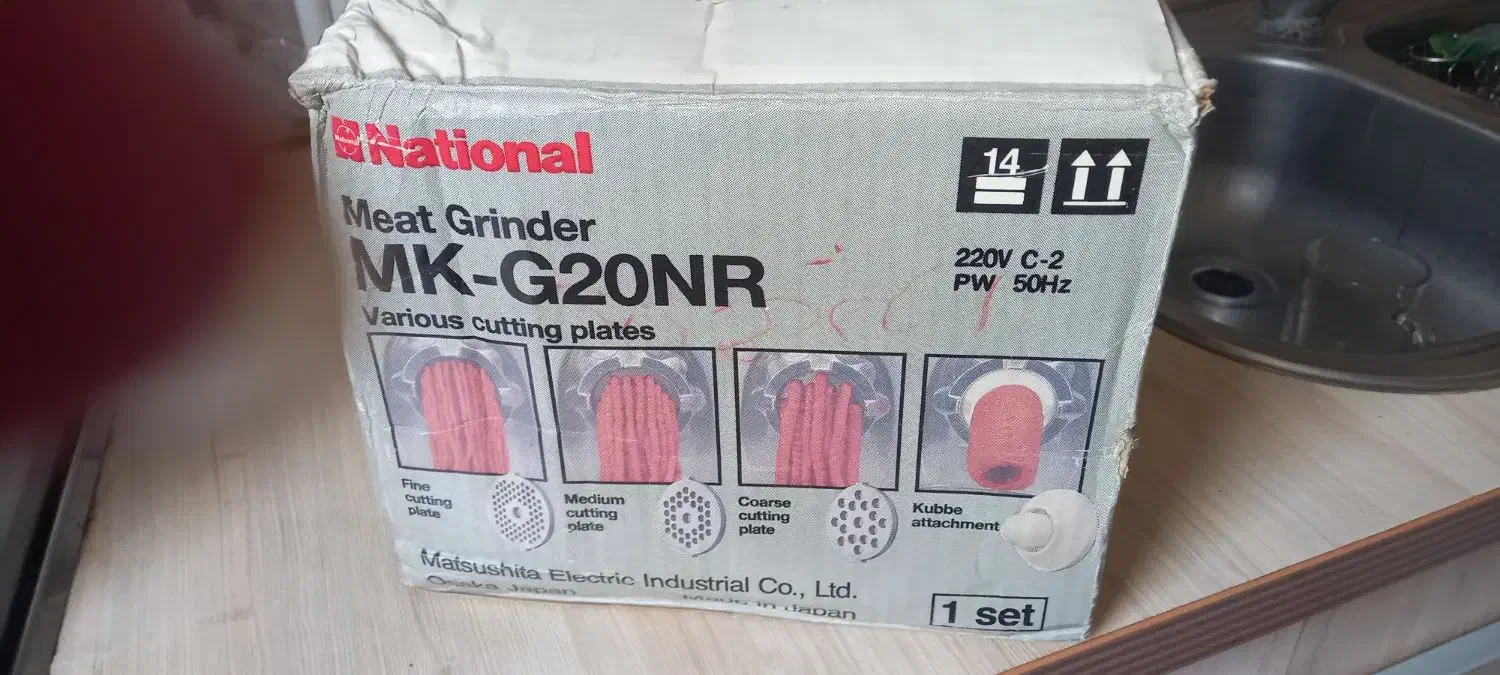 National
National
14
Meat Grinder
MK-G20NR
220V C-2
PW 50Hz
Various cutting plates
Fine
cutting
plate
Medium
cutting
plate
Coarse
cutting
plate
Kubbe
attachment
Matsushita Electric Industrial Co., Ltd.
Osaka Japan
Made in Japan
1 set